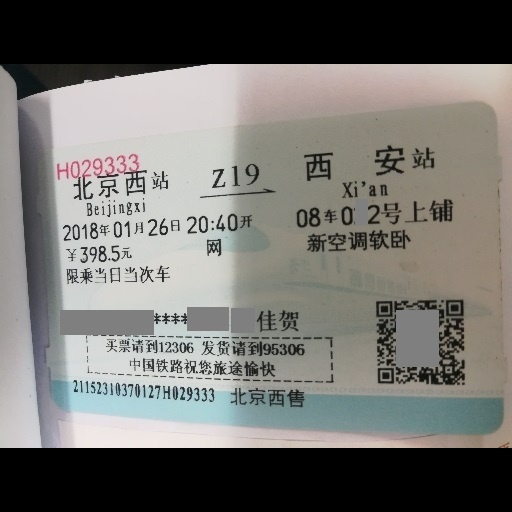 H029333
北京西站 Z19 西安站
Beijingxi Xi'an
2018年01月26日 20:40开 08车0 2号上铺
￥398.5元 网 新空调软卧
限乘当日当次车
**** 佳贺
买票请到12306 发货请到95306
中国铁路祝您旅途愉快
21152310370127H029333 北京西售